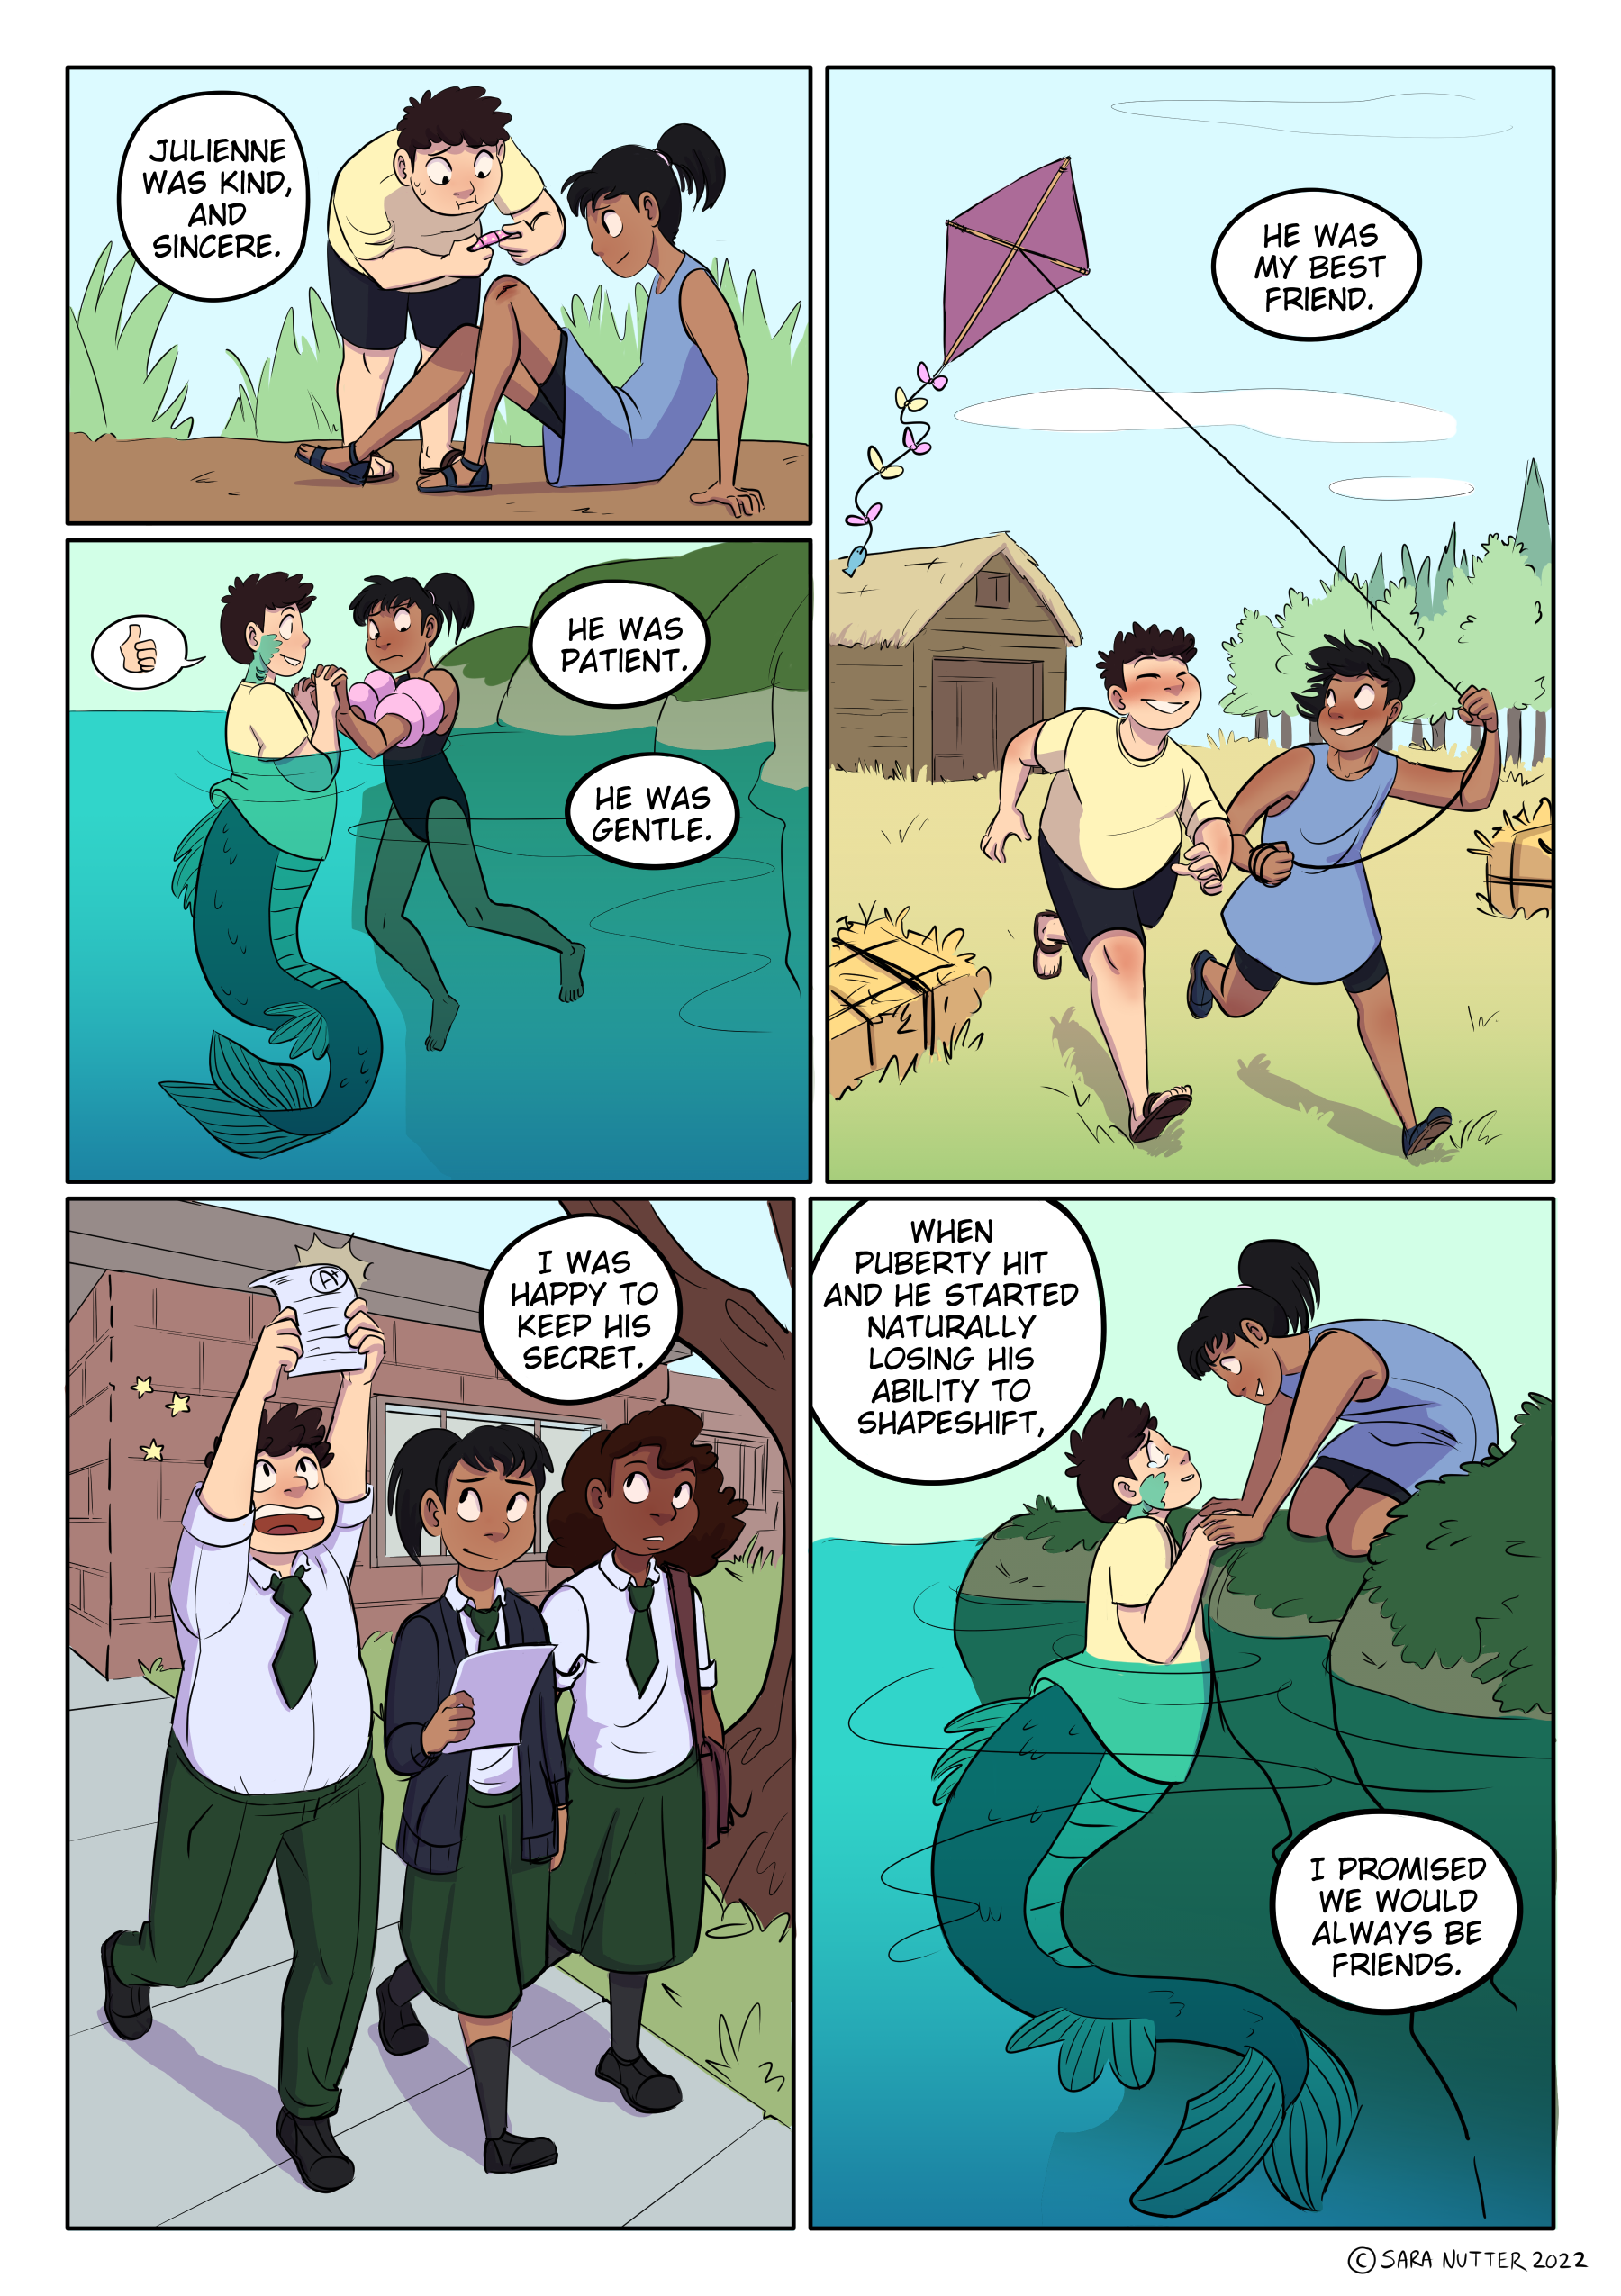 JULIENNE
WAS KIND,
AND
SINCERE.
HE WAS
PATIENT.
HE WAS
GENTLE.
HE WAS
MY BEST
FRIEND.
I WAS
HAPPY TO
KEEP HIS
SECRET.
A+
WHEN
PUBERTY HIT
AND HE STARTED
NATURALLY
LOSING HIS
ABILITY TO
SHAPESHIFT,
I PROMISED
WE WOULD
ALWAYS BE
FRIENDS.
© SARA NUTTER 2022